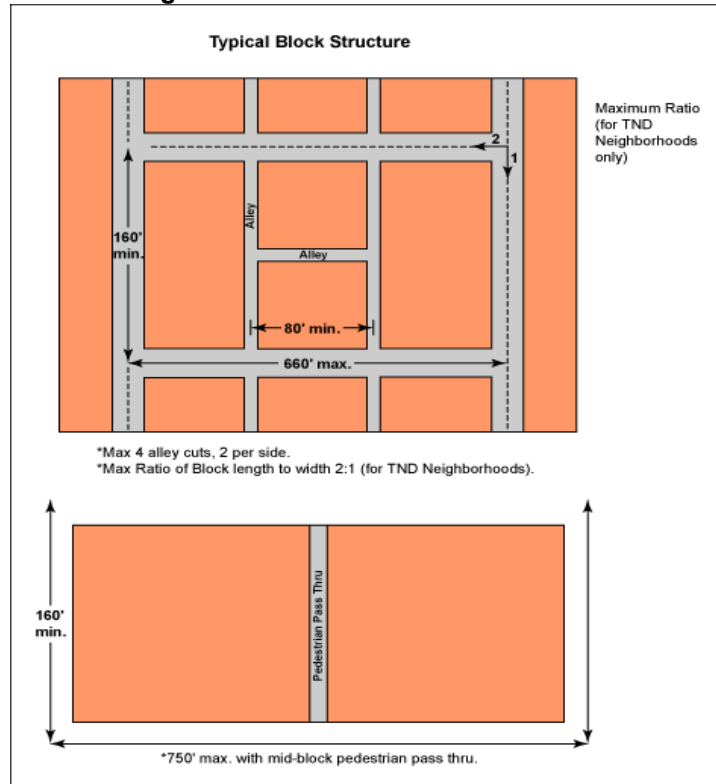 Typical Block Structure
Maximum Ratio
(for TND
Neighborhoods
only)
2
1
Alley
160'
min.
Alley
80' min.
660' max.
*Max 4 alley cuts, 2 per side.
*Max Ratio of Block length to width 2:1 (for TND Neighborhoods).
Pedestrian Pass Thru
160'
min.
*750' max. with mid-block pedestrian pass thru.